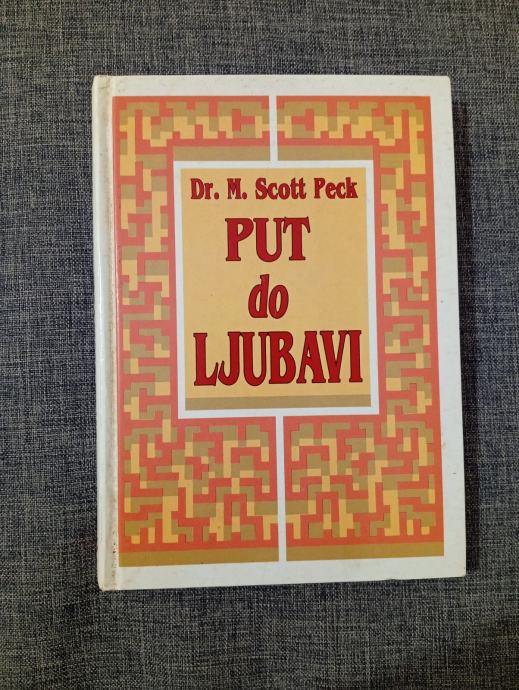 Dr. M. Scott Peck
PUT
do
LJUBAVI